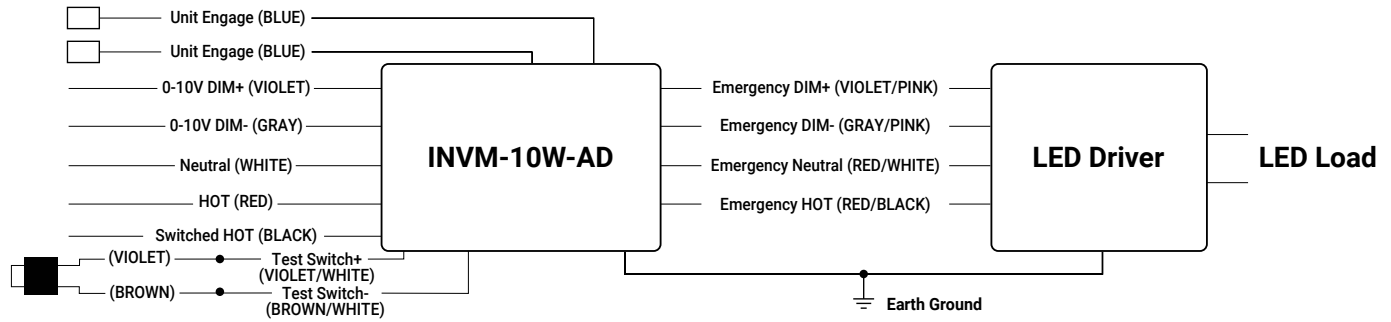 Unit Engage (BLUE)
Unit Engage (BLUE)
0-10V DIM+ (VIOLET)
0-10V DIM- (GRAY)
Neutral (WHITE)
HOT (RED)
Switched HOT (BLACK)
(VIOLET)
Test Switch+
(VIOLET/WHITE)
(BROWN)
Test Switch-
(BROWN/WHITE)
INVM-10W-AD
Emergency DIM+ (VIOLET/PINK)
Emergency DIM- (GRAY/PINK)
Emergency Neutral (RED/WHITE)
Emergency HOT (RED/BLACK)
LED Driver
LED Load
Earth Ground